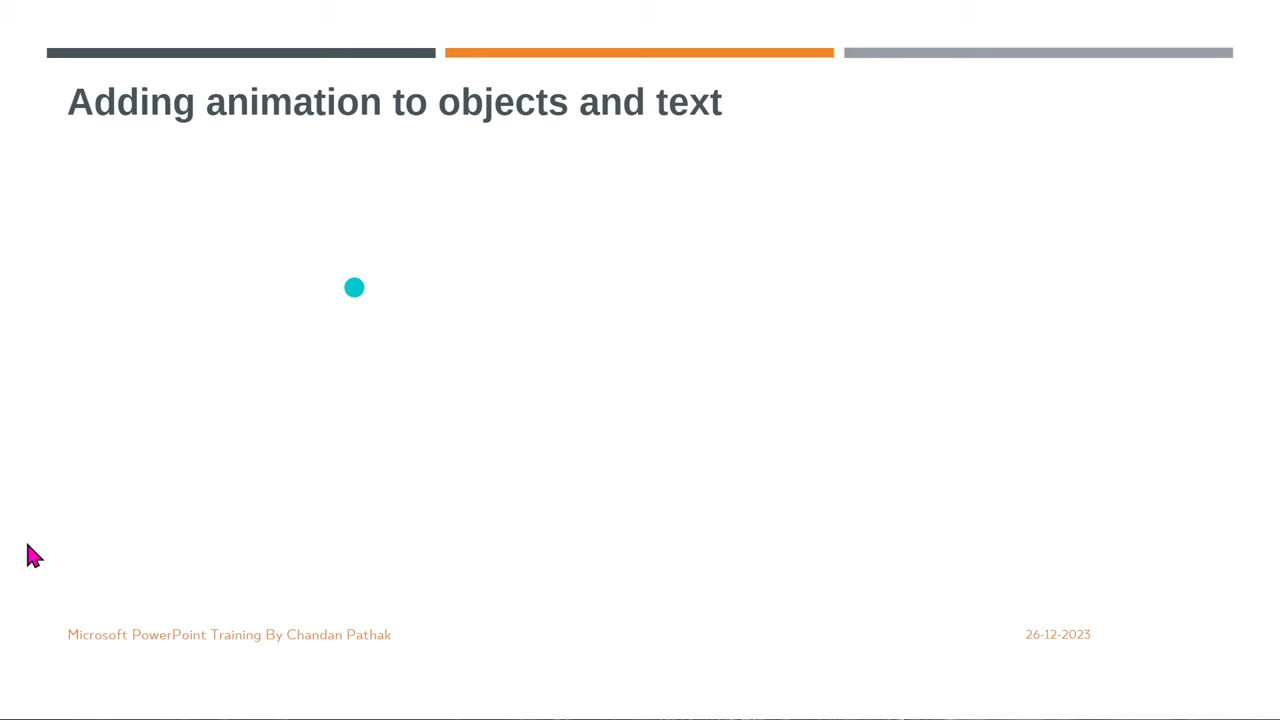 Adding animation to objects and text
Microsoft PowerPoint Training By Chandan Pathak
26-12-2023